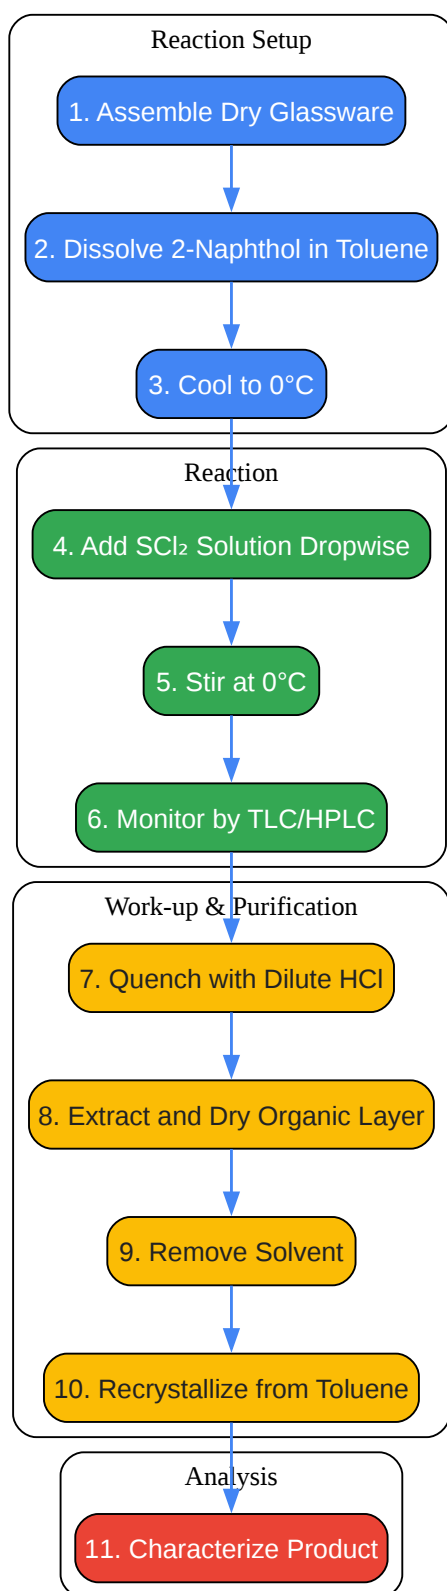 Reaction Setup
1. Assemble Dry Glassware
2. Dissolve 2-Naphthol in Toluene
3. Cool to 0°C
Reaction
4. Add SCl₂ Solution Dropwise
5. Stir at 0°C
6. Monitor by TLC/HPLC
Work-up & Purification
7. Quench with Dilute HCl
8. Extract and Dry Organic Layer
9. Remove Solvent
10. Recrystallize from Toluene
Analysis
11. Characterize Product